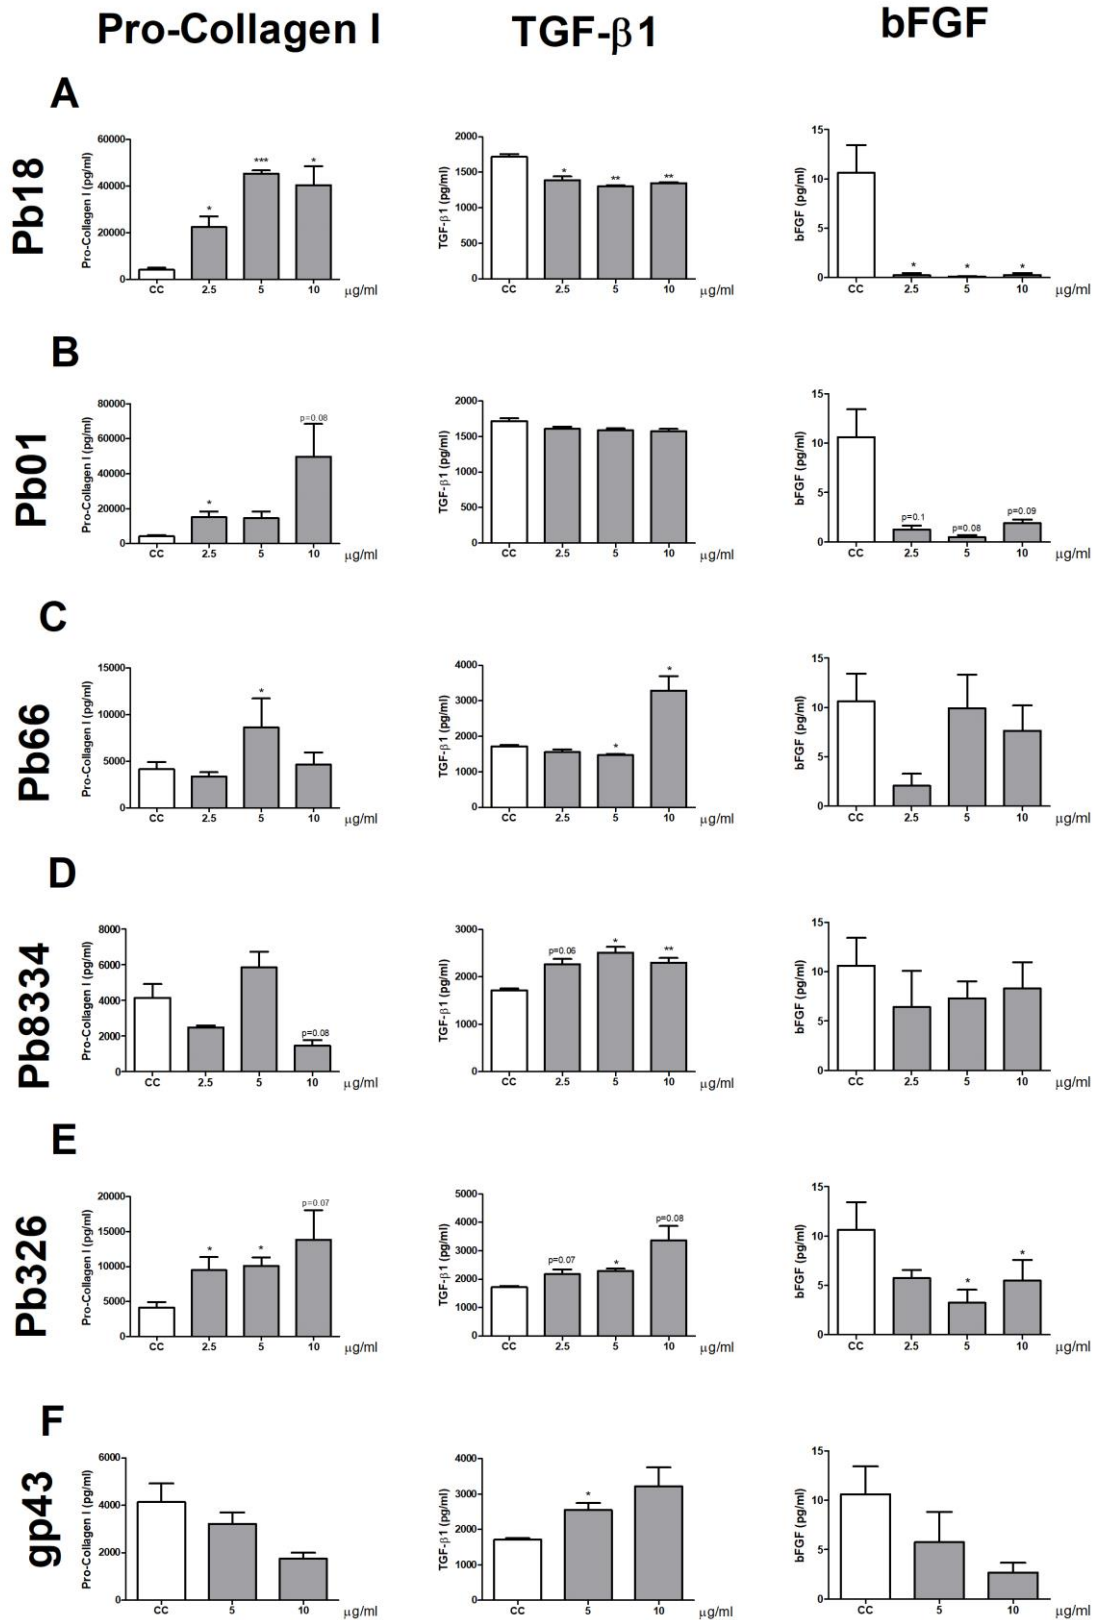 Pro-Collagen I TGF-β1 bFGF
A
Pb18
Pro-Collagen I (pg/ml)
60000
40000
20000
0
* *** *
CC 2.5 5 10 μg/ml
TGF-β1 (pg/ml)
2000
1500
1000
500
0
* ** **
CC 2.5 5 10 μg/ml
bFGF (pg/ml)
15
10
5
0
* * *
CC 2.5 5 10 μg/ml
B
Pb01
Pro-Collagen I (pg/ml)
80000
60000
40000
20000
0
* p=0.08
CC 2.5 5 10 μg/ml
TGF-β1 (pg/ml)
2000
1500
1000
500
0
CC 2.5 5 10 μg/ml
bFGF (pg/ml)
15
10
5
0
p=0.1 p=0.08 p=0.09
CC 2.5 5 10 μg/ml
C
Pb66
Pro-Collagen I (pg/ml)
15000
10000
5000
0
*
CC 2.5 5 10 μg/ml
TGF-β1 (pg/ml)
4000
3000
2000
1000
0
* *
CC 2.5 5 10 μg/ml
bFGF (pg/ml)
15
10
5
0
CC 2.5 5 10 μg/ml
D
Pb8334
Pro-Collagen I (pg/ml)
8000
6000
4000
2000
0
p=0.08
CC 2.5 5 10 μg/ml
TGF-β1 (pg/ml)
3000
2000
1000
0
p=0.06 * **
CC 2.5 5 10 μg/ml
bFGF (pg/ml)
15
10
5
0
CC 2.5 5 10 μg/ml
E
Pb326
Pro-Collagen I (pg/ml)
20000
15000
10000
5000
0
* * p=0.07
CC 2.5 5 10 μg/ml
TGF-β1 (pg/ml)
5000
4000
3000
2000
1000
0
p=0.07 * p=0.08
CC 2.5 5 10 μg/ml
bFGF (pg/ml)
15
10
5
0
* *
CC 2.5 5 10 μg/ml
F
gp43
Pro-Collagen I (pg/ml)
6000
4000
2000
0
CC 5 10 μg/ml
TGF-β1 (pg/ml)
4000
3000
2000
1000
0
*
CC 5 10 μg/ml
bFGF (pg/ml)
15
10
5
0
CC 5 10 μg/ml